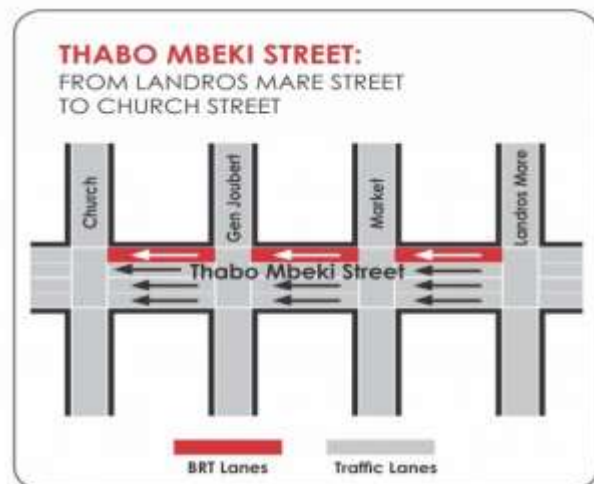 THABO MBEKI STREET:
FROM LANDROS MARE STREET
TO CHURCH STREET
Church
Gen Joubert
Market
Landros Mare
Thabo Mbeki Street
BRT Lanes
Traffic Lanes